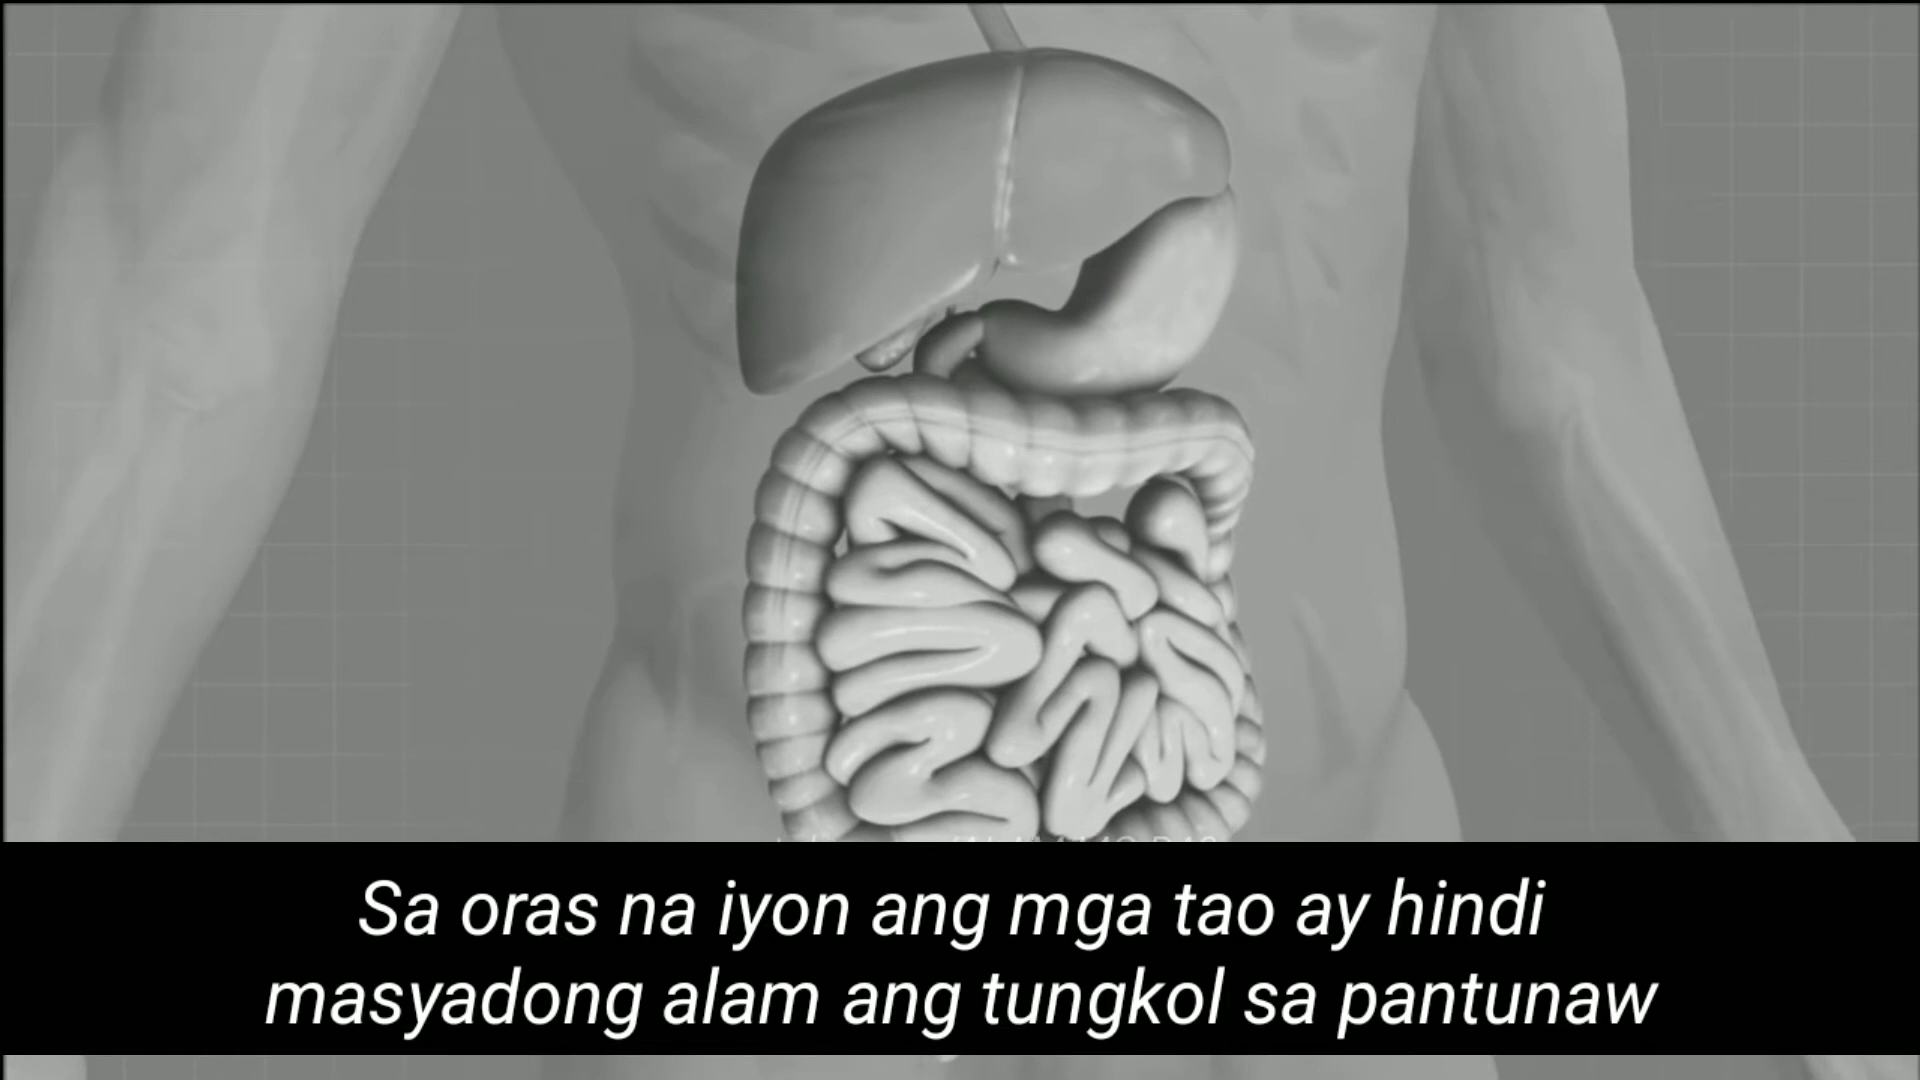 Sa oras na iyon ang mga tao ay hindi
masyadong alam ang tungkol sa pantunaw